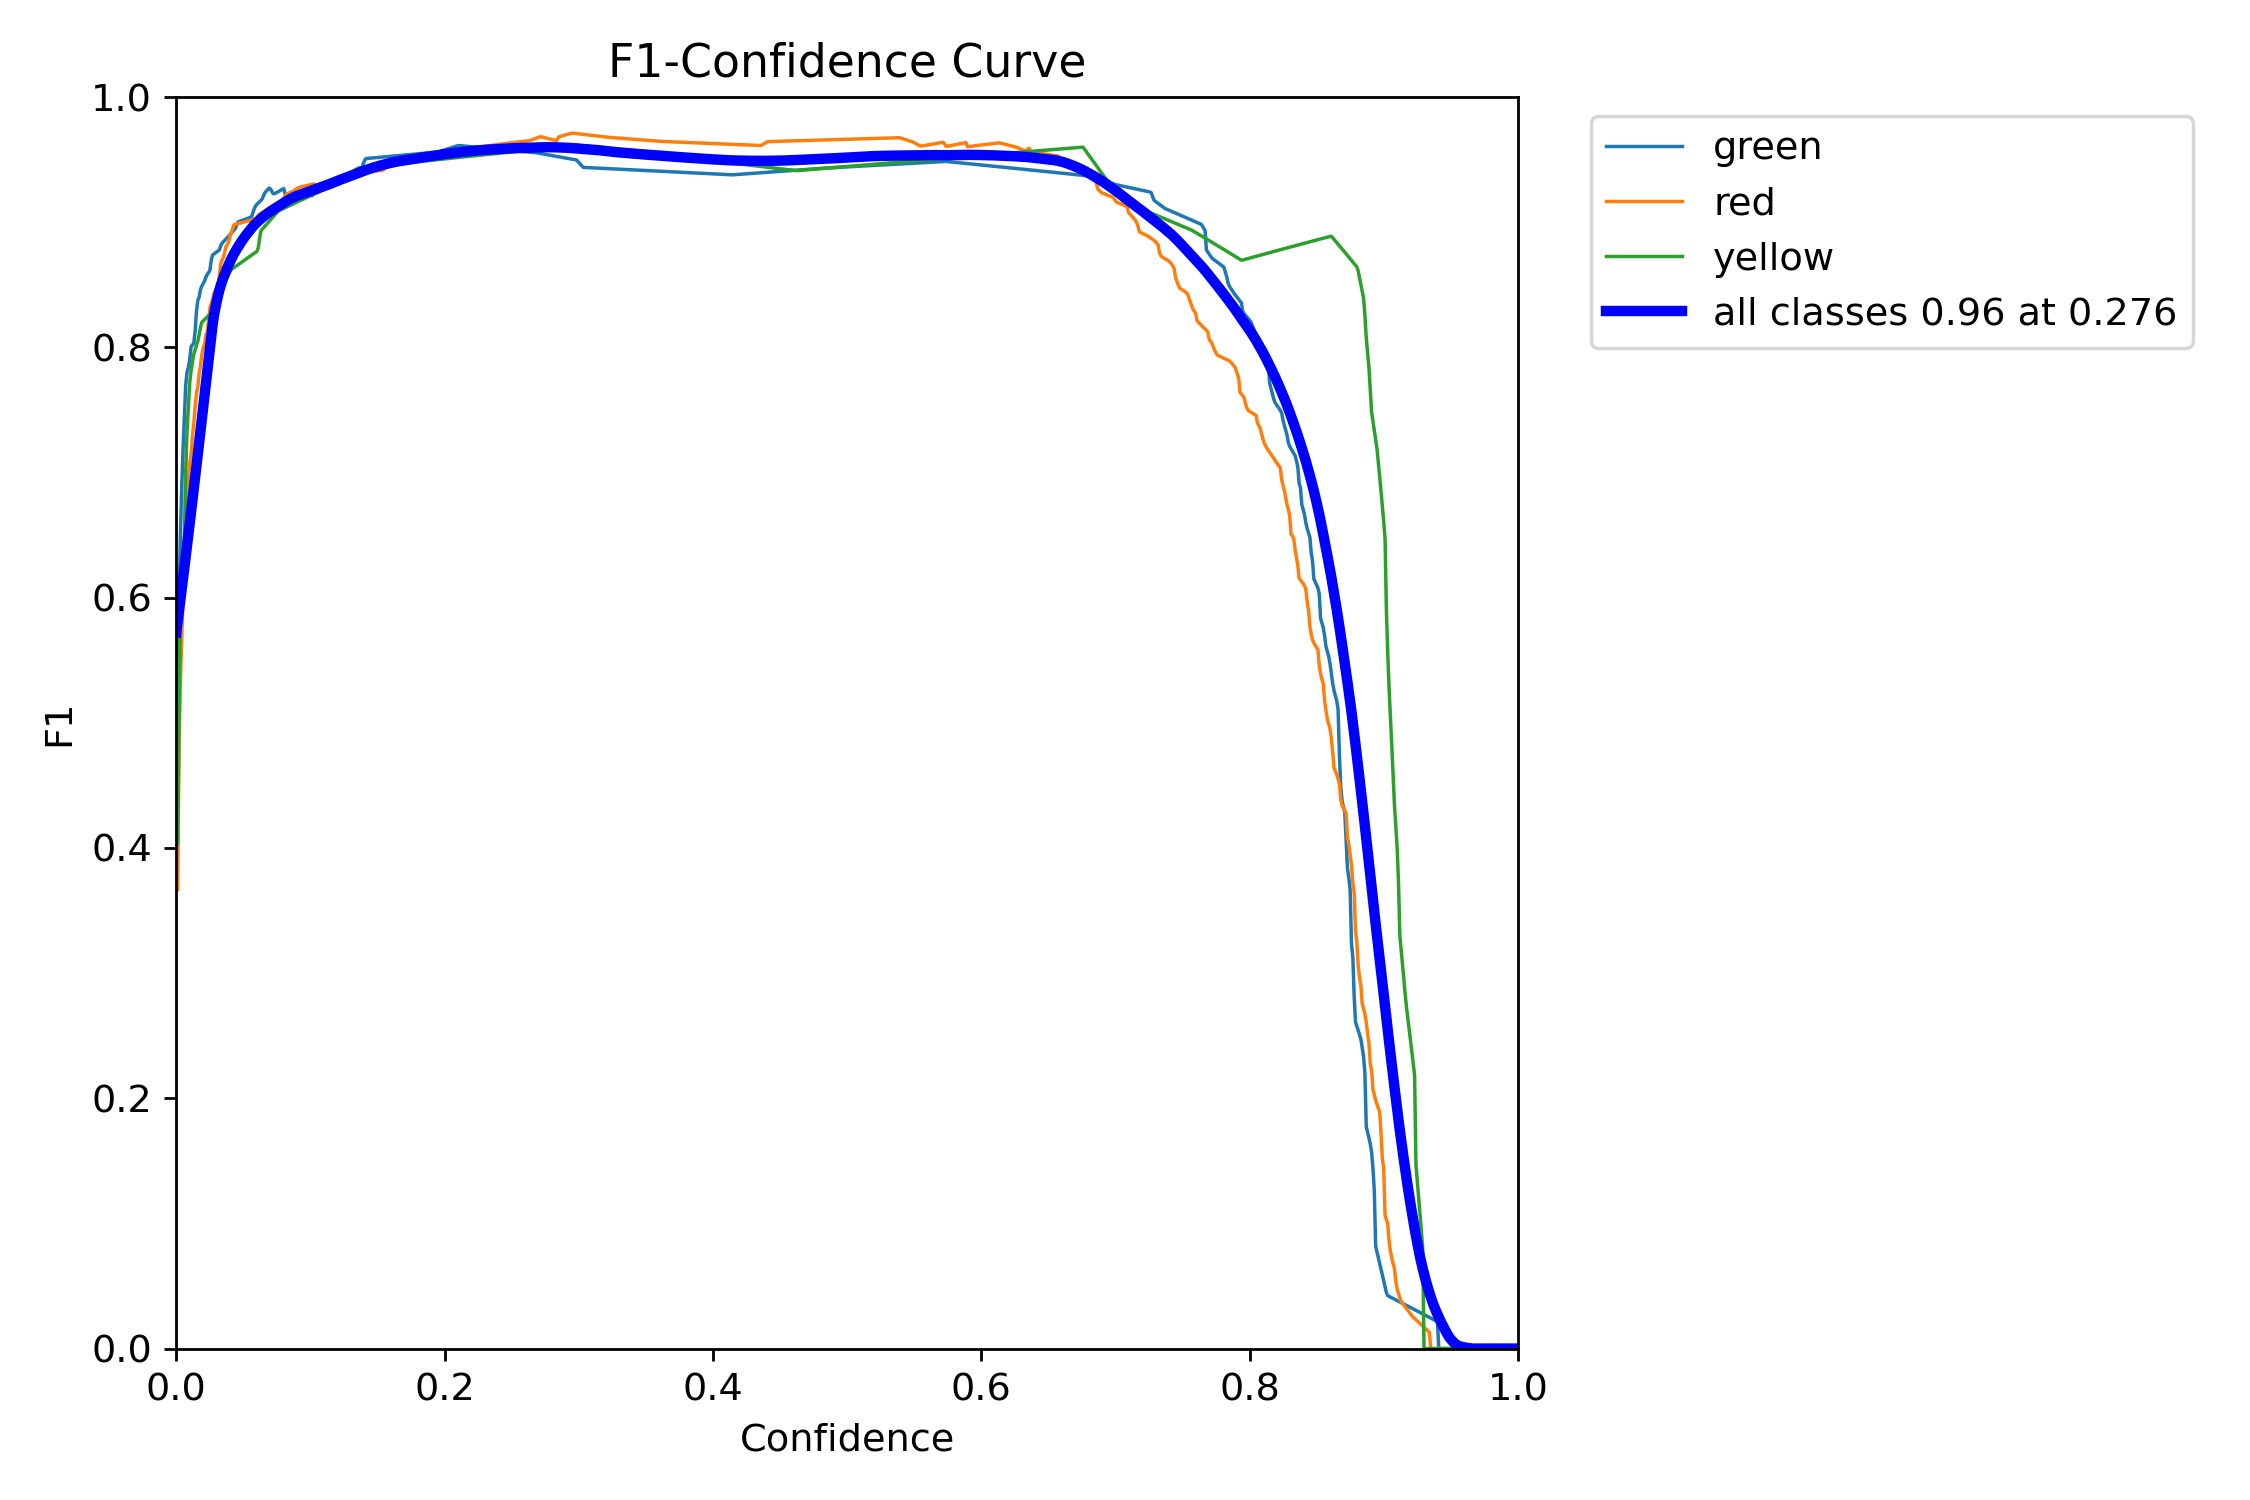 F1-Confidence Curve
1.0
0.8
0.6
0.4
0.2
0.0
F1
0.0 0.2 0.4 0.6 0.8 1.0
Confidence
green
red
yellow
all classes 0.96 at 0.276